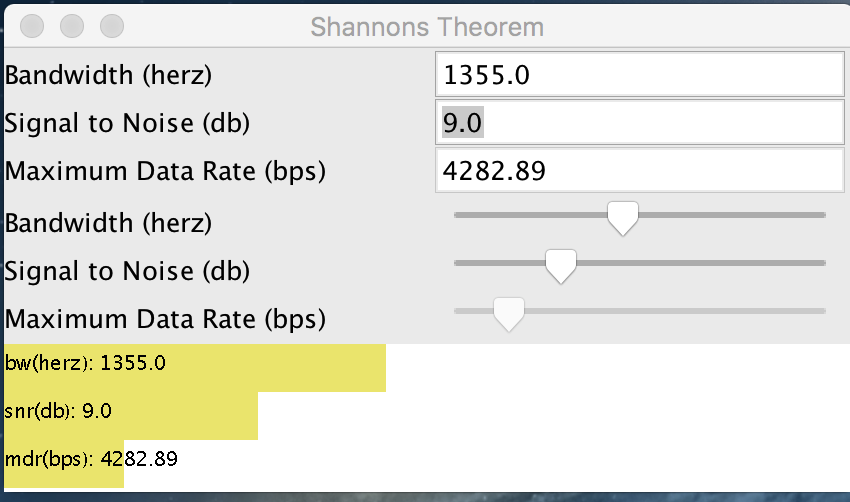 Shannons Theorem
Bandwidth (herz) 1355.0
Signal to Noise (db) 9.0
Maximum Data Rate (bps) 4282.89
Bandwidth (herz)
Signal to Noise (db)
Maximum Data Rate (bps)
bw(herz): 1355.0
snr(db): 9.0
mdr(bps): 4282.89